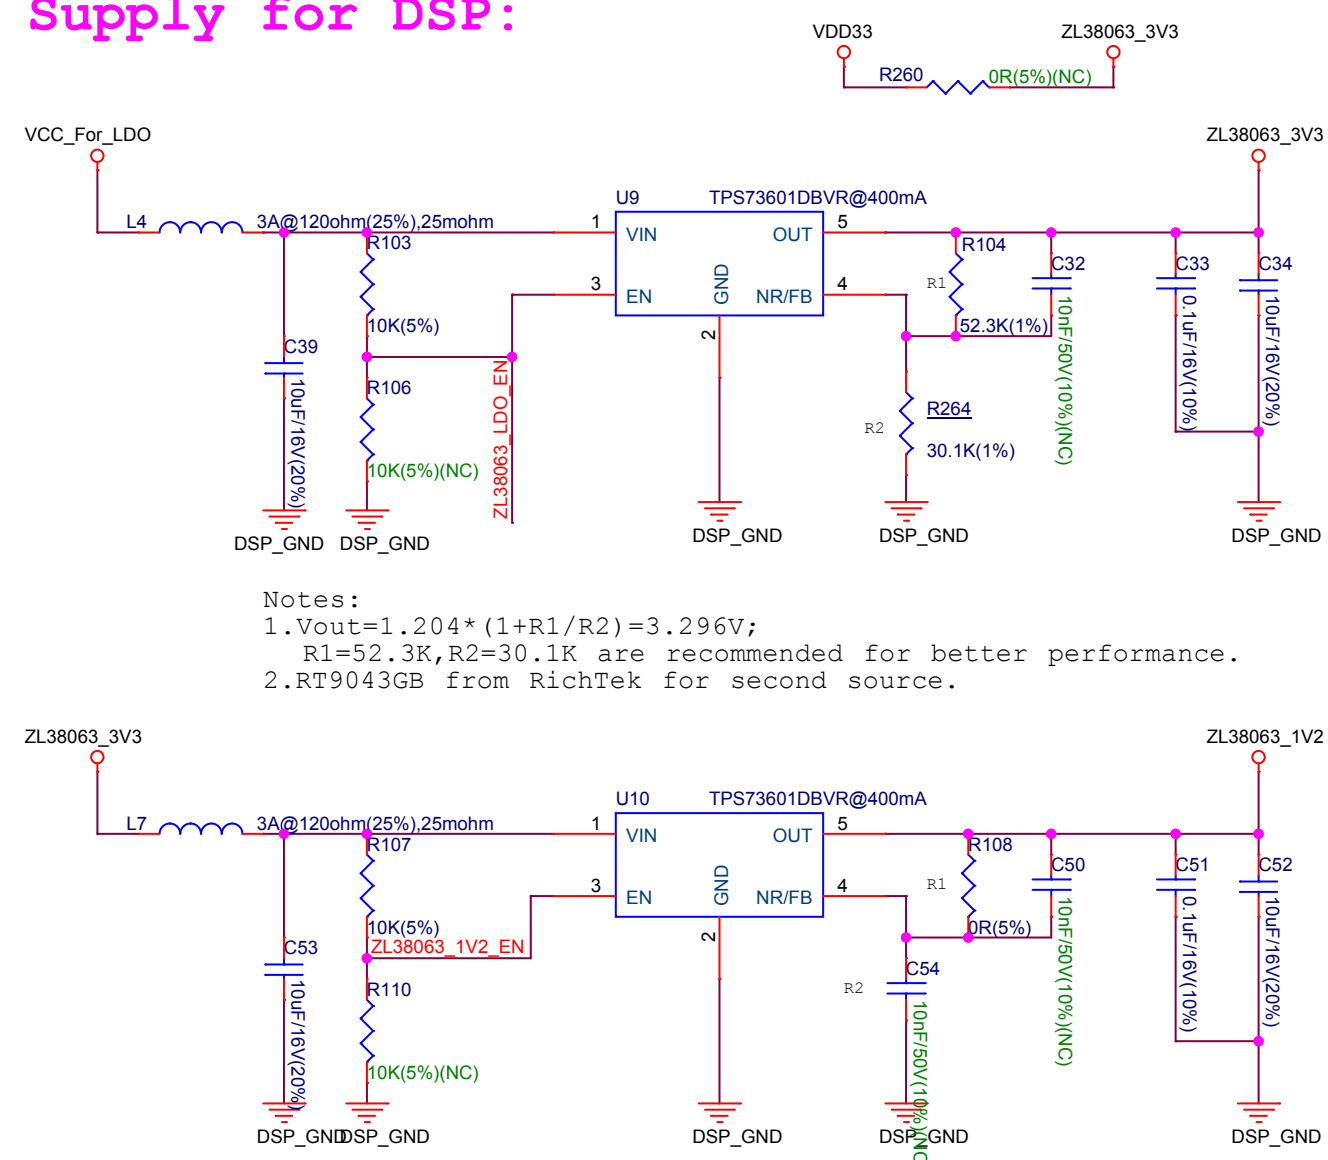 Supply for DSP:
VDD33
ZL38063_3V3
R260
0R(5%)(NC)
VCC_For_LDO
ZL38063_3V3
L4
3A@120ohm(25%),25mohm
U9
TPS73601DBVR@400mA
1
VIN
OUT
5
3
EN
GND
NR/FB
4
2
R103
10K(5%)
C39
10uF/16V(20%)
R106
10K(5%)(NC)
ZL38063_LDO_EN
R104
R1
52.3K(1%)
C32
10nF/50V(10%)(NC)
C33
0.1uF/16V(10%)
C34
10uF/16V(20%)
R264
R2
30.1K(1%)
DSP_GND
DSP_GND
DSP_GND
DSP_GND
DSP_GND
Notes:
1.Vout=1.204*(1+R1/R2)=3.296V;
R1=52.3K,R2=30.1K are recommended for better performance.
2.RT9043GB from RichTek for second source.
ZL38063_3V3
ZL38063_1V2
L7
3A@120ohm(25%),25mohm
U10
TPS73601DBVR@400mA
1
VIN
OUT
5
3
EN
GND
NR/FB
4
2
R107
10K(5%)
ZL38063_1V2_EN
C53
10uF/16V(20%)
R110
10K(5%)(NC)
R108
R1
0R(5%)
C50
10nF/50V(10%)(NC)
C51
0.1uF/16V(10%)
C52
10uF/16V(20%)
C54
R2
10nF/50V(10%)(NC
DSP_GND
DSP_GND
DSP_GND
DSP_GND
DSP_GND